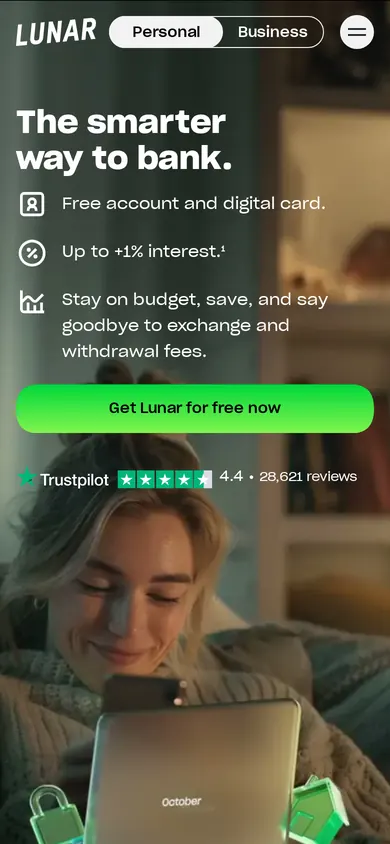 LUNAR
Personal
Business
The smarter
way to bank.
Free account and digital card.
Up to +1% interest.¹
Stay on budget, save, and say
goodbye to exchange and
withdrawal fees.
Get Lunar for free now
Trustpilot 4.4 • 28,621 reviews
October